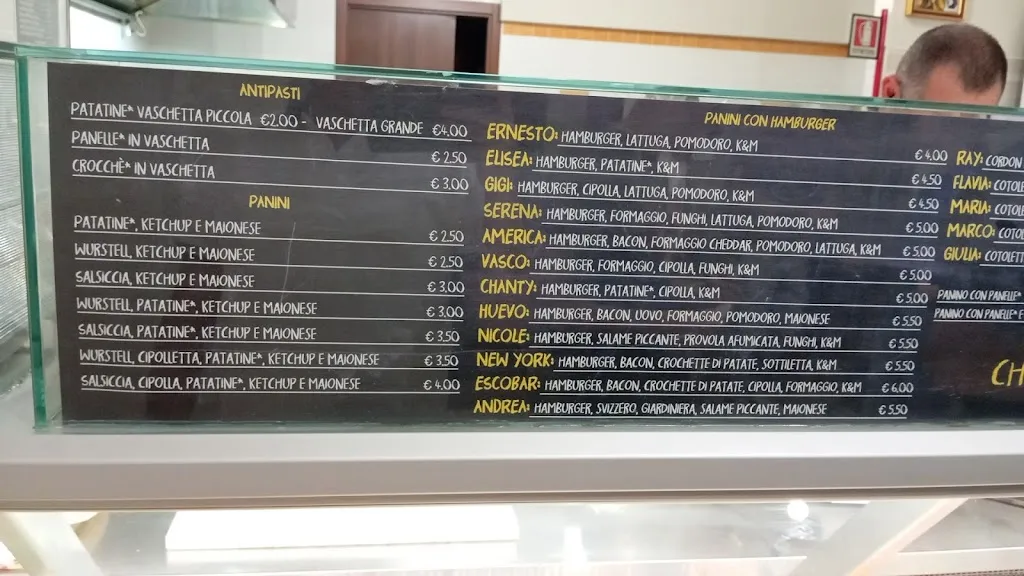 ANTIPASTI
PATATINE* VASCHETTA PICCOLA €2.00 - VASCHETTA GRANDE €4.00
PANELLE* IN VASCHETTA €2.50
CROCCHÈ* IN VASCHETTA €3.00
PANINI
PATATINE*, KETCHUP E MAIONESE €2.50
WURSTELL, KETCHUP E MAIONESE €2.50
SALSICCIA, KETCHUP E MAIONESE €3.00
WURSTELL, PATATINE*, KETCHUP E MAIONESE €3.00
SALSICCIA, PATATINE*, KETCHUP E MAIONESE €3.50
WURSTELL, CIPOLLETTA, PATATINE*, KETCHUP E MAIONESE €3.50
SALSICCIA, CIPOLLA, PATATINE*, KETCHUP E MAIONESE €4.00
PANINI CON HAMBURGER
ERNESTO: HAMBURGER, LATTUGA, POMODORO, K&M €4.00
ELISEA: HAMBURGER, PATATINE*, K&M €4.50
GIGI: HAMBURGER, CIPOLLA, LATTUGA, POMODORO, K&M €4.50
SERENA: HAMBURGER, FORMAGGIO, FUNGHI, LATTUGA, POMODORO, K&M €5.00
AMERICA: HAMBURGER, BACON, FORMAGGIO CHEDDAR, POMODORO, LATTUGA, K&M €5.00
VASCO: HAMBURGER, FORMAGGIO, CIPOLLA, FUNGHI, K&M €5.00
CHANTY: HAMBURGER, PATATINE*, CIPOLLA, K&M €5.00
HUEVO: HAMBURGER, BACON, UOVO, FORMAGGIO, POMODORO, MAIONESE €5.50
NICOLE: HAMBURGER, SALAME PICCANTE, PROVOLA AFUMICATA, FUNGHI, K&M €5.50
NEW YORK: HAMBURGER, BACON, CROCHETTE DI PATATE, SOTTILETTA, K&M €5.50
ESCOBAR: HAMBURGER, BACON, CROCHETTE DI PATATE, CIPOLLA, FORMAGGIO, K&M €6.00
ANDREA: HAMBURGER, SVIZZERO, GIARDINIERA, SALAME PICCANTE, MAIONESE €5.50
RAY: CORDON
FLAVIA: COTOLE
MARIA: COTOLE
MARCO: COTOL
GIULIA: COTOLETT
PANINO CON PANELLE*
PANINO CON PANELLE* E
CH